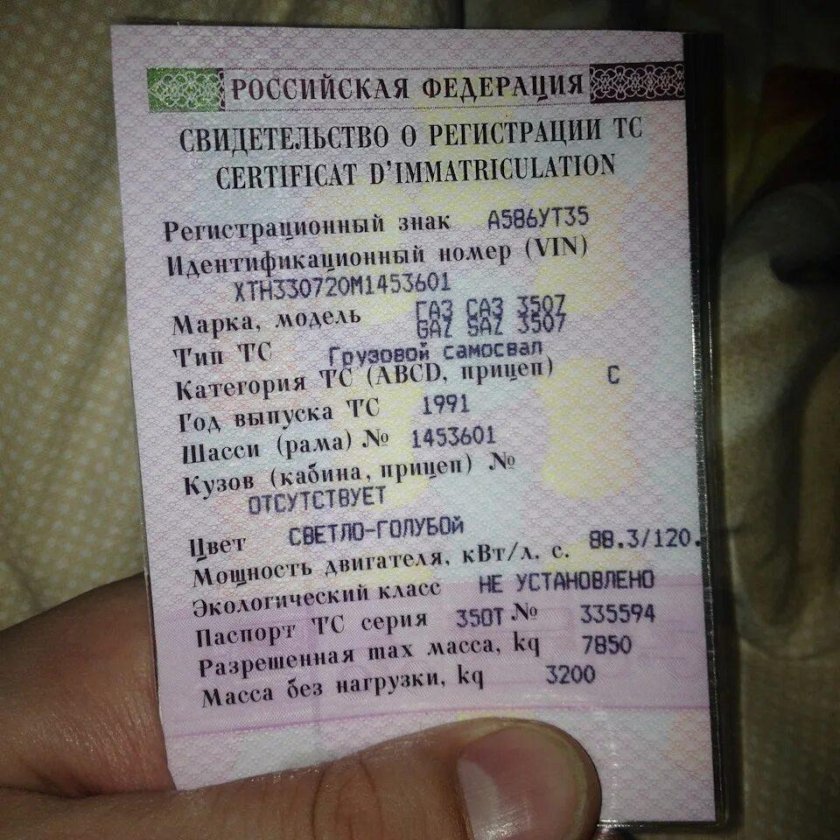 РОССИЙСКАЯ ФЕДЕРАЦИЯ
СВИДЕТЕЛЬСТВО О РЕГИСТРАЦИИ ТС
CERTIFICAT D'IMMATRICULATION
Регистрационный знак А586УТ35
Идентификационный номер (VIN)
XTH330720M1453601
Марка, модель ГАЗ САЗ 3507
GAZ SAZ 3507
Тип ТС Грузовой самосвал
Категория ТС (ABCD, прицеп) C
Год выпуска ТС 1991
Шасси (рама) № 1453601
Кузов (кабина, прицеп) №
ОТСУТСТВУЕТ
Цвет СВЕТЛО-ГОЛУБОЙ
Мощность двигателя, кВт/л. с. 88.3/120.
Экологический класс НЕ УСТАНОВЛЕНО
Паспорт ТС серия 35ОТ № 335594
Разрешенная max масса, kq 7850
Масса без нагрузки, kq 3200